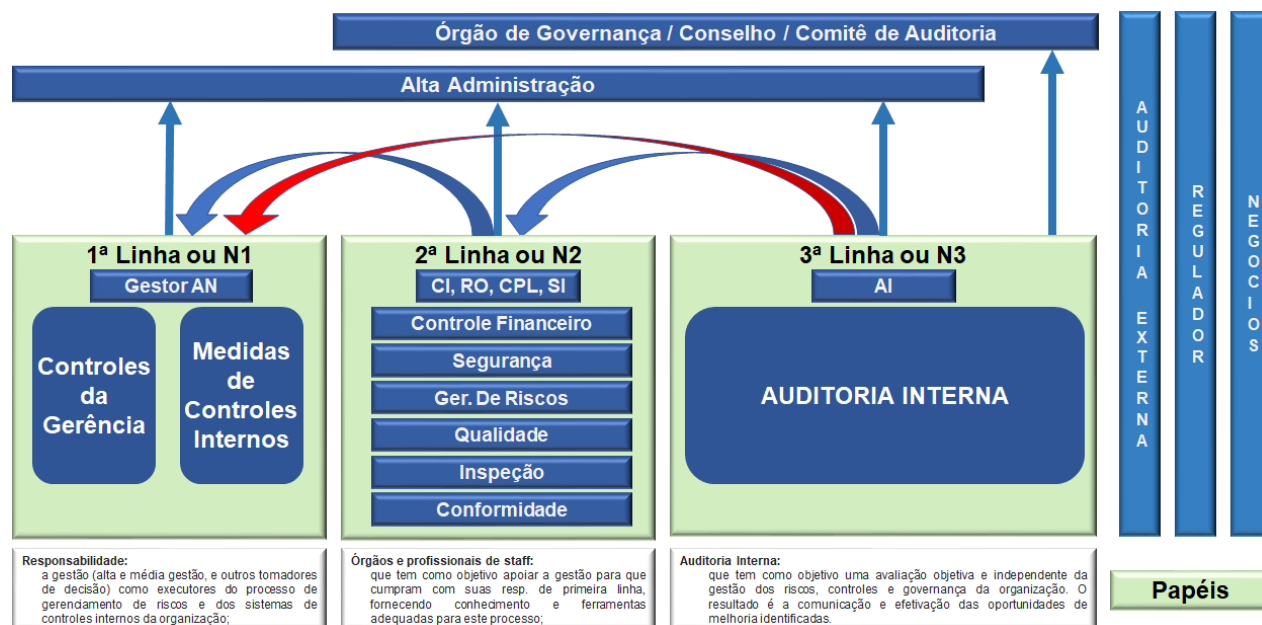 Órgão de Governança / Conselho / Comitê de Auditoria
Alta Administração
1ª Linha ou N1
Gestor AN
Controles
da
Gerência
Medidas
de
Controles
Internos
2ª Linha ou N2
CI, RO, CPL, SI
Controle Financeiro
Segurança
Ger. De Riscos
Qualidade
Inspeção
Conformidade
3ª Linha ou N3
AI
AUDITORIA INTERNA
AUDITORIA EXTERNA
REGULADOR
NEGOCIOS
Responsabilidade:
a gestão (alta e média gestão, e outros tomadores
de decisão) como executores do processo de
gerenciamento de riscos e dos sistemas de
controles internos da organização;
Órgãos e profissionais de staff:
que tem como objetivo apoiar a gestão para que
cumpram com suas resp. de primeira linha,
fornecendo conhecimento e ferramentas
adequadas para este processo;
Auditoria Interna:
que tem como objetivo uma avaliação objetiva e independente da
gestão dos riscos, controles e governança da organização. O
resultado é a comunicação e efetivação das oportunidades de
melhoria identificadas.
Papéis